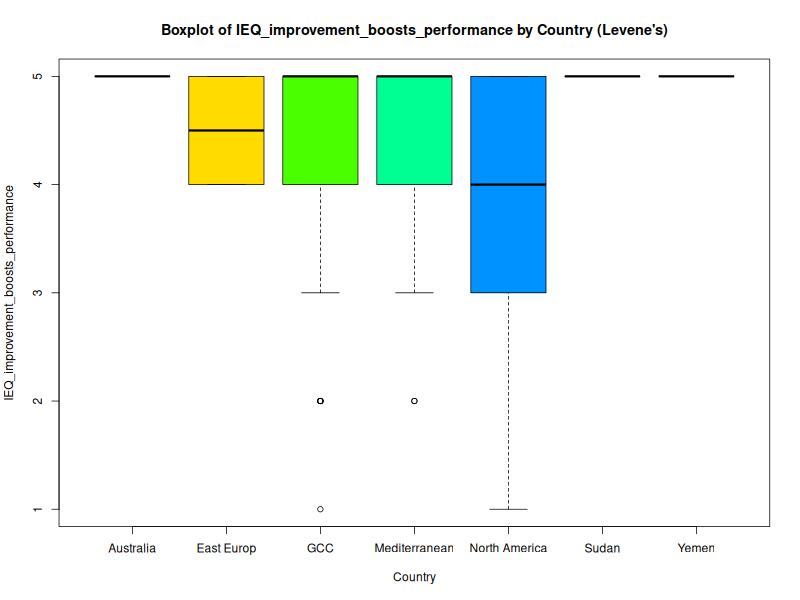 Boxplot of IEQ_improvement_boosts_performance by Country (Levene's)
IEQ_improvement_boosts_performance
5
4
3
2
1
Australia East Europ GCC Mediterranean North America Sudan Yemen
Country